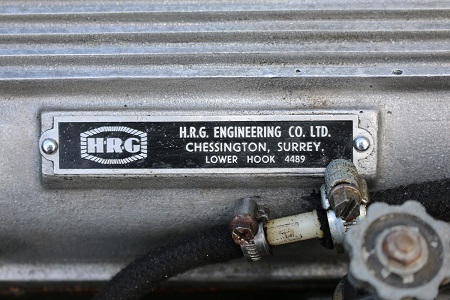 HRG
H.R.G. ENGINEERING CO. LTD.
CHESSINGTON, SURREY.
LOWER HOOK 4489